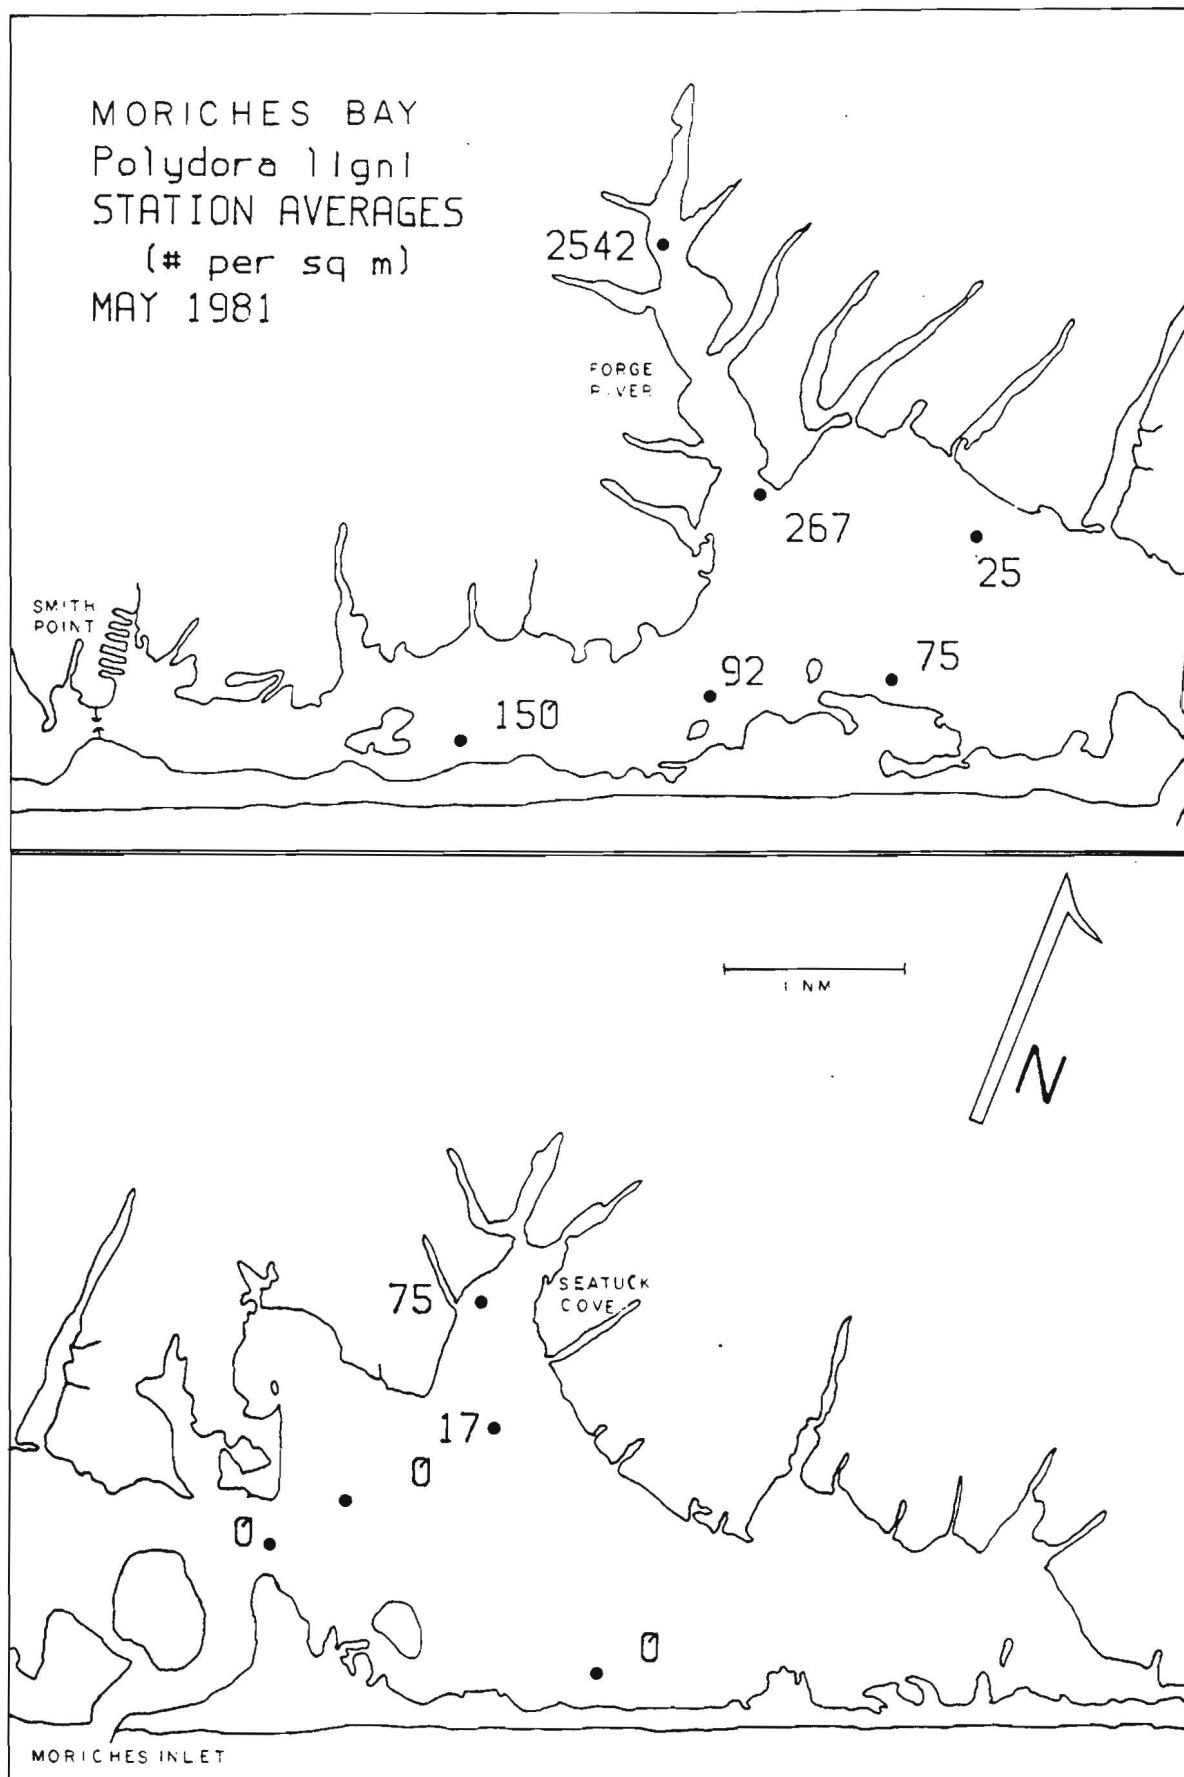 MORICHES BAY
Polydora ligni
STATION AVERAGES
(# per sq m)
MAY 1981
2542
FORGE
RIVER
267
25
SMITH
POINT
92
75
150
1 NM
N
75
SEATUCK
COVE
17
0
0
0
MORICHES INLET